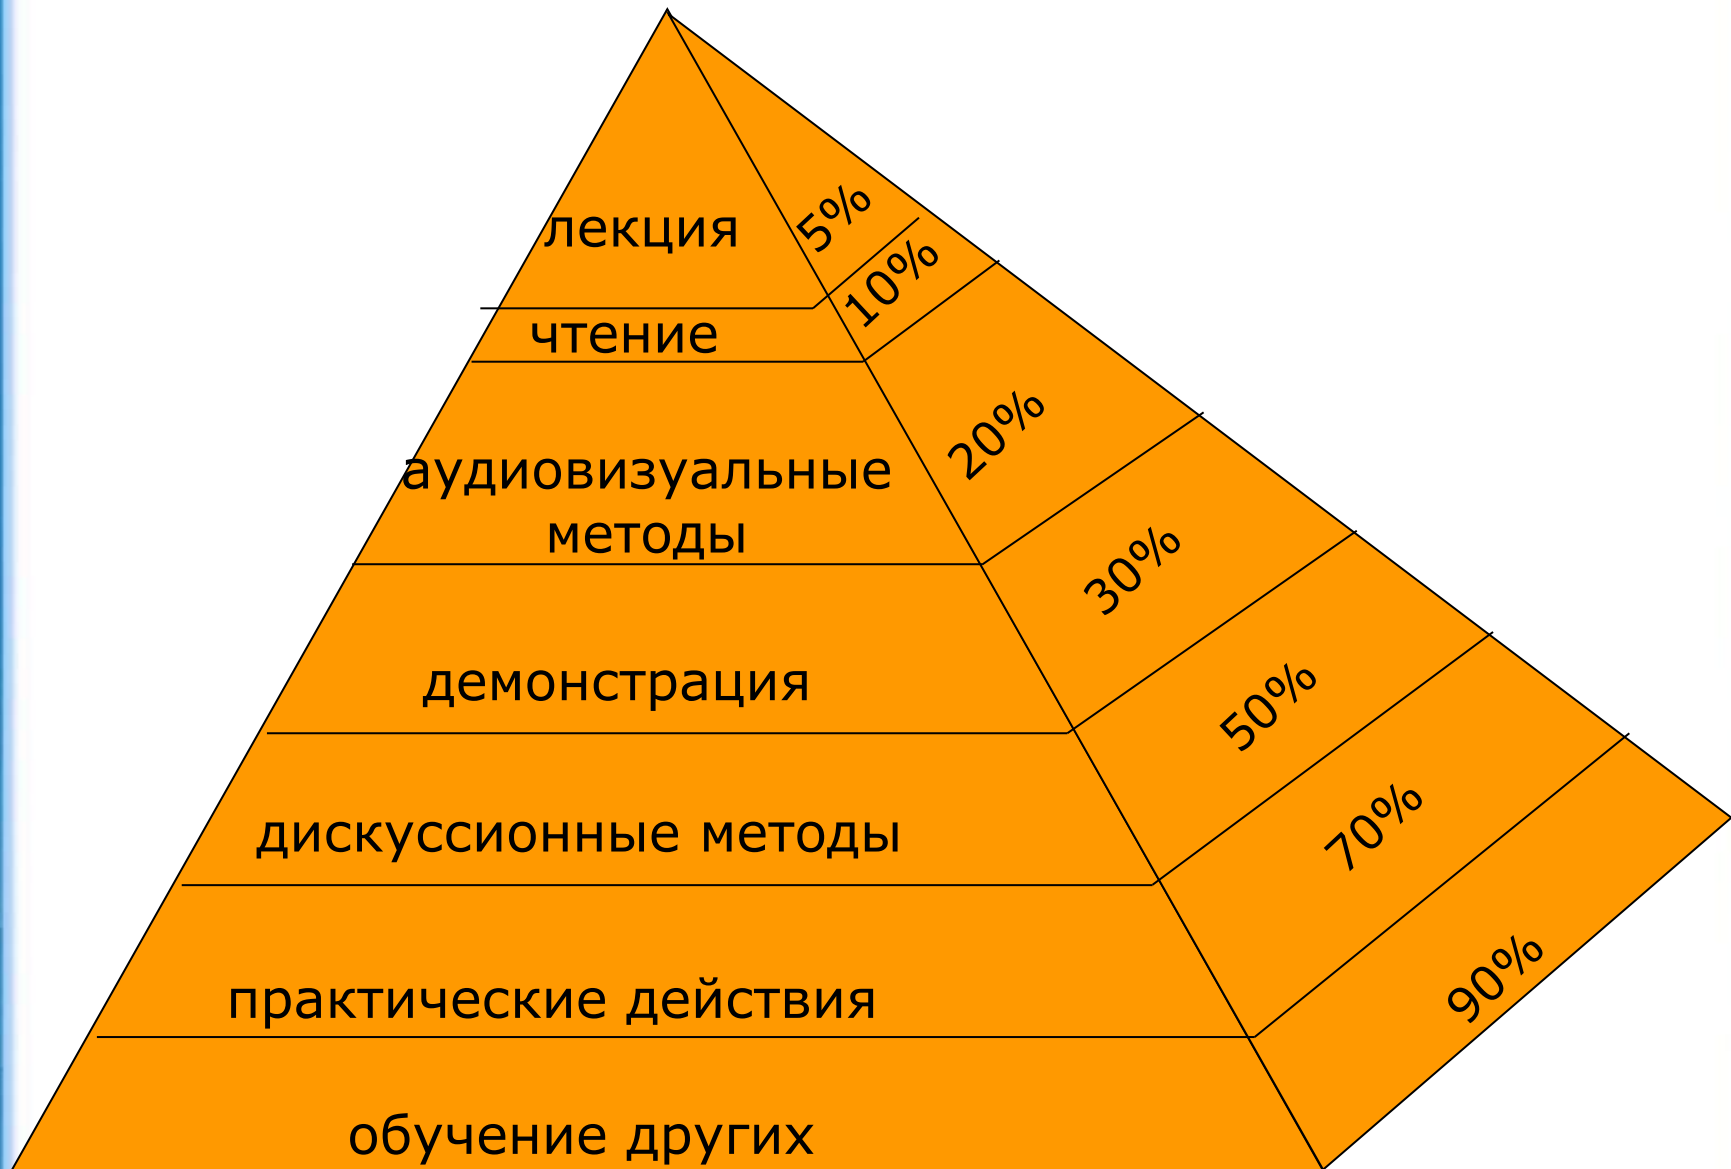 лекция
5%
чтение
10%
аудиовизуальные
методы
20%
демонстрация
30%
дискуссионные методы
50%
практические действия
70%
обучение других
90%